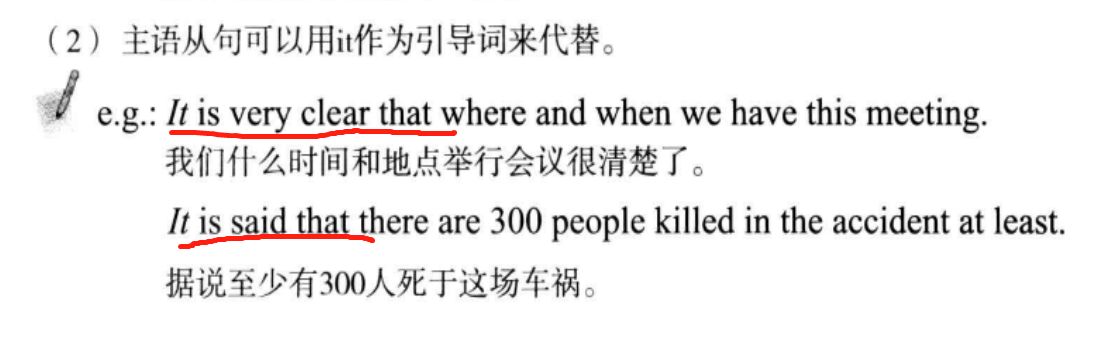 （2）主语从句可以用it作为引导词来代替。
e.g.: It is very clear that where and when we have this meeting.
我们什么时间和地点举行会议很清楚了。
It is said that there are 300 people killed in the accident at least.
据说至少有300人死于这场车祸。